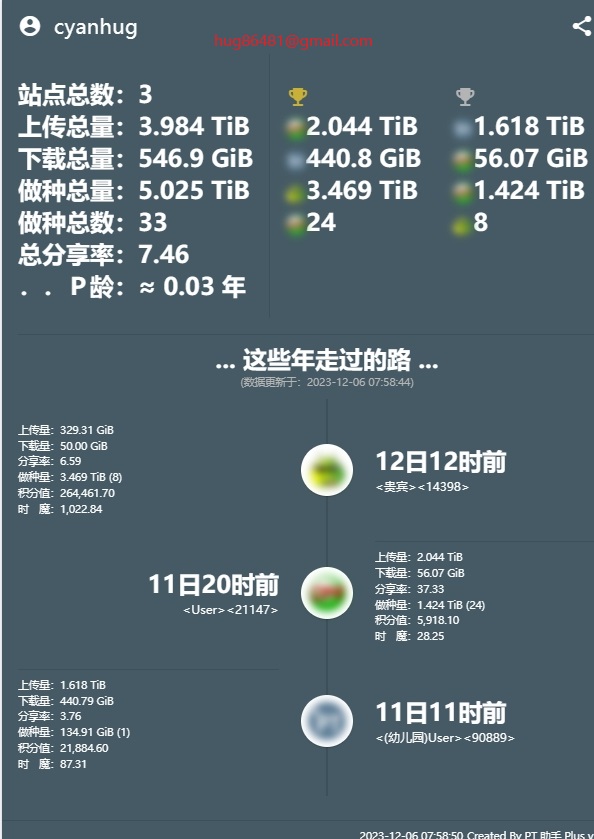 cyanhug
hug86481@gmail.com
站点总数：3
上传总量：3.984 TiB
下载总量：546.9 GiB
做种总量：5.025 TiB
做种总数：33
总分享率：7.46
．．P龄：≈ 0.03 年
2.044 TiB
440.8 GiB
3.469 TiB
24
1.618 TiB
56.07 GiB
1.424 TiB
8
... 这些年走过的路 ...
(数据更新于：2023-12-06 07:58:44)
上传量：329.31 GiB
下载量：50.00 GiB
分享率：6.59
做种量：3.469 TiB (8)
积分值：264,461.70
时　魔：1,022.84
12日12时前
<贵宾><14398>
11日20时前
<User><21147>
上传量：2.044 TiB
下载量：56.07 GiB
分享率：37.33
做种量：1.424 TiB (24)
积分值：5,918.10
时　魔：28.25
上传量：1.618 TiB
下载量：440.79 GiB
分享率：3.76
做种量：134.91 GiB (1)
积分值：21,884.60
时　魔：87.31
11日11时前
<(幼儿园)User><90889>
2023-12-06 07:58:50 Created By PT 助手 Plus v